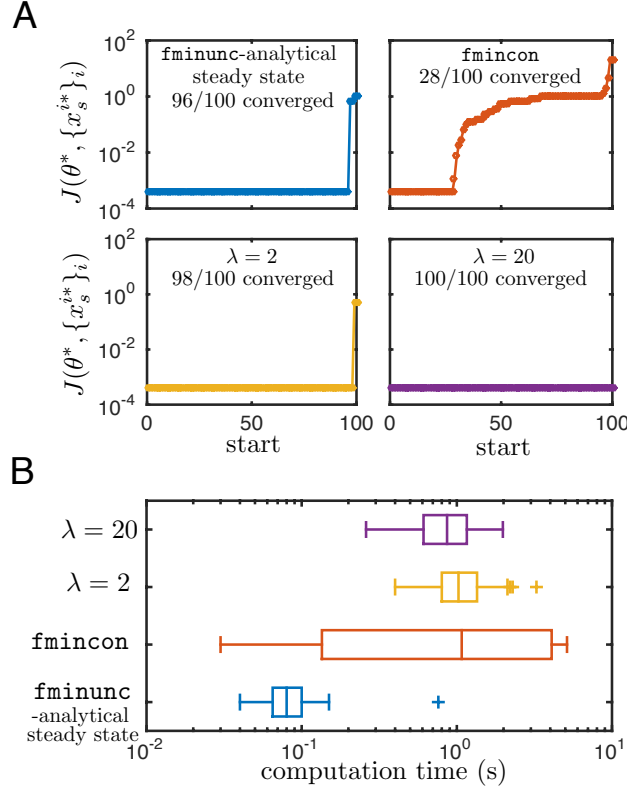 A
fminunc-analytical
steady state
96/100 converged
fmincon
28/100 converged
J(θ*, {x_s^{i*}}_i)
10^2
10^0
10^-2
10^-4
λ = 2
98/100 converged
λ = 20
100/100 converged
J(θ*, {x_s^{i*}}_i)
10^2
10^0
10^-2
10^-4
0 50 100
0 50 100
start
start
B
λ = 20
λ = 2
fmincon
fminunc
-analytical
steady state
10^-2 10^-1 10^0 10^1
computation time (s)